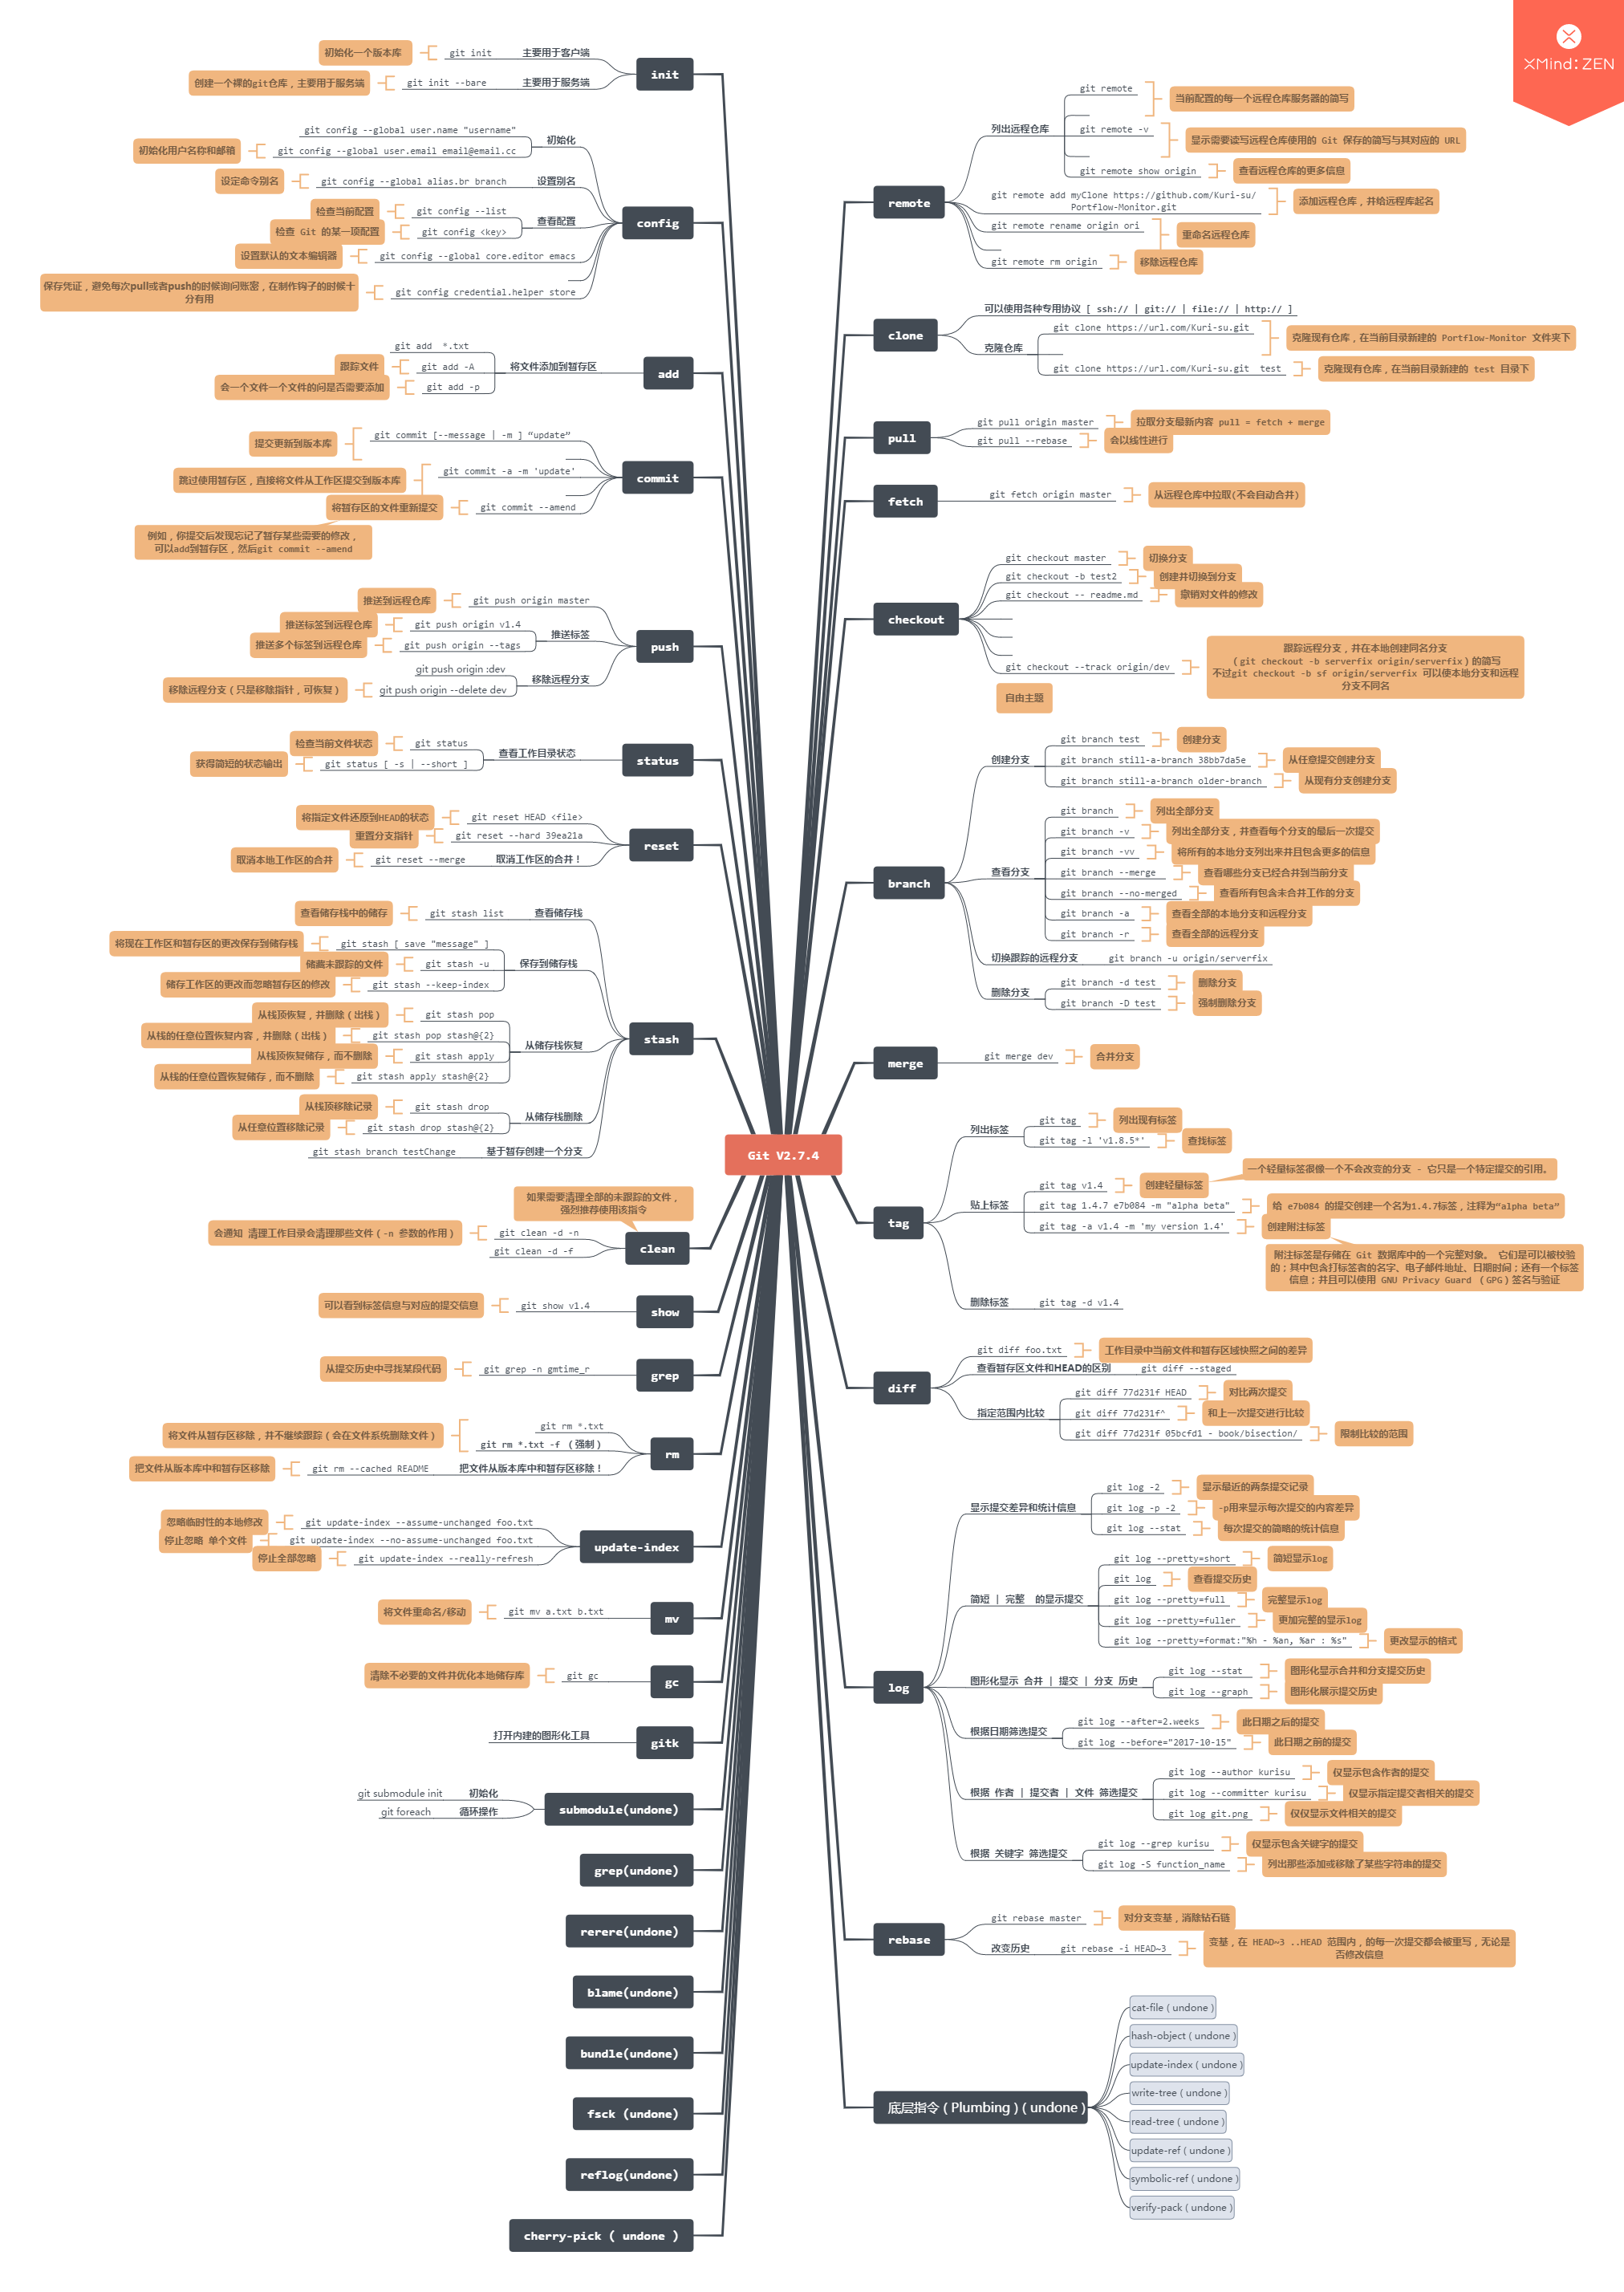 XMind: ZEN
Git V2.7.4
init
git init
主要用于客户端
初始化一个版本库
git init --bare
主要用于服务端
创建一个裸的git仓库，主要用于服务端
config
初始化
git config --global user.name "username"
git config --global user.email email@email.cc
初始化用户名称和邮箱
设置别名
git config --global alias.br branch
设定命令别名
查看配置
git config --list
检查当前配置
git config <key>
检查 Git 的某一项配置
git config --global core.editor emacs
设置默认的文本编辑器
git config credential.helper store
保存凭证，避免每次pull或者push的时候询问账密，在制作钩子的时候十
分有用
add
将文件添加到暂存区
git add  *.txt
git add -A
跟踪文件
git add -p
会一个文件一个文件的问是否需要添加
commit
git commit [--message | -m ] “update”
提交更新到版本库
git commit -a -m 'update'
跳过使用暂存区，直接将文件从工作区提交到版本库
git commit --amend
将暂存区的文件重新提交
例如，你提交后发现忘记了暂存某些需要的修改，
可以add到暂存区，然后git commit --amend
push
git push origin master
推送到远程仓库
推送标签
git push origin v1.4
推送标签到远程仓库
git push origin --tags
推送多个标签到远程仓库
移除远程分支
git push origin :dev
git push origin --delete dev
移除远程分支（只是移除指针，可恢复）
status
查看工作目录状态
git status
检查当前文件状态
git status [ -s | --short ]
获得简短的状态输出
reset
git reset HEAD <file>
将指定文件还原到HEAD的状态
git reset --hard 39ea21a
重置分支指针
git reset --merge
取消工作区的合并！
取消本地工作区的合并
stash
查看储存栈
git stash list
查看储存栈中的储存
保存到储存栈
git stash [ save "message" ]
将现在工作区和暂存区的更改保存到储存栈
git stash -u
储藏未跟踪的文件
git stash --keep-index
储存工作区的更改而忽略暂存区的修改
从储存栈恢复
git stash pop
从栈顶恢复，并删除（出栈）
git stash pop stash@{2}
从栈的任意位置恢复内容，并删除（出栈）
git stash apply
从栈顶恢复储存，而不删除
git stash apply stash@{2}
从栈的任意位置恢复储存，而不删除
从储存栈删除
git stash drop
从栈顶移除记录
git stash drop stash@{2}
从任意位置移除记录
基于暂存创建一个分支
git stash branch testChange
clean
如果需要清理全部的未跟踪的文件，
强烈推荐使用该指令
git clean -d -n
会通知 清理工作目录会清理那些文件（-n 参数的作用）
git clean -d -f
show
git show v1.4
可以看到标签信息与对应的提交信息
grep
git grep -n gmtime_r
从提交历史中寻找某段代码
rm
git rm *.txt
git rm *.txt -f （强制）
将文件从暂存区移除，并不继续跟踪（会在文件系统删除文件）
git rm --cached README
把文件从版本库中和暂存区移除！
把文件从版本库中和暂存区移除
update-index
git update-index --assume-unchanged foo.txt
忽略临时性的本地修改
git update-index --no-assume-unchanged foo.txt
停止忽略 单个文件
git update-index --really-refresh
停止全部忽略
mv
git mv a.txt b.txt
将文件重命名/移动
gc
git gc
清除不必要的文件并优化本地储存库
gitk
打开内建的图形化工具
submodule(undone)
git submodule init
初始化
git foreach
循环操作
grep(undone)
rerere(undone)
blame(undone)
bundle(undone)
fsck (undone)
reflog(undone)
cherry-pick ( undone )
remote
列出远程仓库
git remote
当前配置的每一个远程仓库服务器的简写
git remote -v
显示需要读写远程仓库使用的 Git 保存的简写与其对应的 URL
git remote show origin
查看远程仓库的更多信息
git remote add myClone https://github.com/Kuri-su/
Portflow-Monitor.git
添加远程仓库，并给远程库起名
git remote rename origin ori
重命名远程仓库
git remote rm origin
移除远程仓库
clone
可以使用各种专用协议 [ ssh:// | git:// | file:// | http:// ]
克隆仓库
git clone https://url.com/Kuri-su.git
克隆现有仓库，在当前目录新建的 Portflow-Monitor 文件夹下
git clone https://url.com/Kuri-su.git  test
克隆现有仓库，在当前目录新建的 test 目录下
pull
git pull origin master
拉取分支最新内容 pull = fetch + merge
git pull --rebase
会以线性进行
fetch
git fetch origin master
从远程仓库中拉取(不会自动合并)
checkout
git checkout master
切换分支
git checkout -b test2
创建并切换到分支
git checkout -- readme.md
撤销对文件的修改
git checkout --track origin/dev
跟踪远程分支，并在本地创建同名分支
（git checkout -b serverfix origin/serverfix）的简写
不过git checkout -b sf origin/serverfix 可以使本地分支和远程
分支不同名
自由主题
branch
创建分支
git branch test
创建分支
git branch still-a-branch 38bb7da5e
从任意提交创建分支
git branch still-a-branch older-branch
从现有分支创建分支
查看分支
git branch
列出全部分支
git branch -v
列出全部分支，并查看每个分支的最后一次提交
git branch -vv
将所有的本地分支列出来并且包含更多的信息
git branch --merge
查看哪些分支已经合并到当前分支
git branch --no-merged
查看所有包含未合并工作的分支
git branch -a
查看全部的本地分支和远程分支
git branch -r
查看全部的远程分支
切换跟踪的远程分支
git branch -u origin/serverfix
删除分支
git branch -d test
删除分支
git branch -D test
强制删除分支
merge
git merge dev
合并分支
tag
列出标签
git tag
列出现有标签
git tag -l 'v1.8.5*'
查找标签
贴上标签
git tag v1.4
创建轻量标签
一个轻量标签很像一个不会改变的分支 - 它只是一个特定提交的引用。
git tag 1.4.7 e7b084 -m "alpha beta"
给 e7b084 的提交创建一个名为1.4.7标签，注释为“alpha beta”
git tag -a v1.4 -m 'my version 1.4'
创建附注标签
附注标签是存储在 Git 数据库中的一个完整对象。 它们是可以被校验
的；其中包含打标签者的名字、电子邮件地址、日期时间；还有一个标签
信息；并且可以使用 GNU Privacy Guard （GPG）签名与验证
删除标签
git tag -d v1.4
diff
git diff foo.txt
工作目录中当前文件和暂存区域快照之间的差异
查看暂存区文件和HEAD的区别
git diff --staged
指定范围内比较
git diff 77d231f HEAD
对比两次提交
git diff 77d231f^
和上一次提交进行比较
git diff 77d231f 05bcfd1 - book/bisection/
限制比较的范围
log
显示提交差异和统计信息
git log -2
显示最近的两条提交记录
git log -p -2
-p用来显示每次提交的内容差异
git log --stat
每次提交的简略的统计信息
简短 | 完整  的显示提交
git log --pretty=short
简短显示log
git log
查看提交历史
git log --pretty=full
完整显示log
git log --pretty=fuller
更加完整的显示log
git log --pretty=format:"%h - %an, %ar : %s"
更改显示的格式
图形化显示 合并 | 提交 | 分支 历史
git log --stat
图形化显示合并和分支提交历史
git log --graph
图形化展示提交历史
根据日期筛选提交
git log --after=2.weeks
此日期之后的提交
git log --before="2017-10-15"
此日期之前的提交
根据 作者 | 提交者 | 文件 筛选提交
git log --author kurisu
仅显示包含作者的提交
git log --committer kurisu
仅显示指定提交者相关的提交
git log git.png
仅仅显示文件相关的提交
根据 关键字 筛选提交
git log --grep kurisu
仅显示包含关键字的提交
git log -S function_name
列出那些添加或移除了某些字符串的提交
rebase
git rebase master
对分支变基，消除钻石链
改变历史
git rebase -i HEAD~3
变基，在 HEAD~3 ..HEAD 范围内，的每一次提交都会被重写，无论是
否修改信息
底层指令（Plumbing）( undone )
cat-file ( undone )
hash-object ( undone )
update-index ( undone )
write-tree ( undone )
read-tree ( undone )
update-ref ( undone )
symbolic-ref ( undone )
verify-pack ( undone )